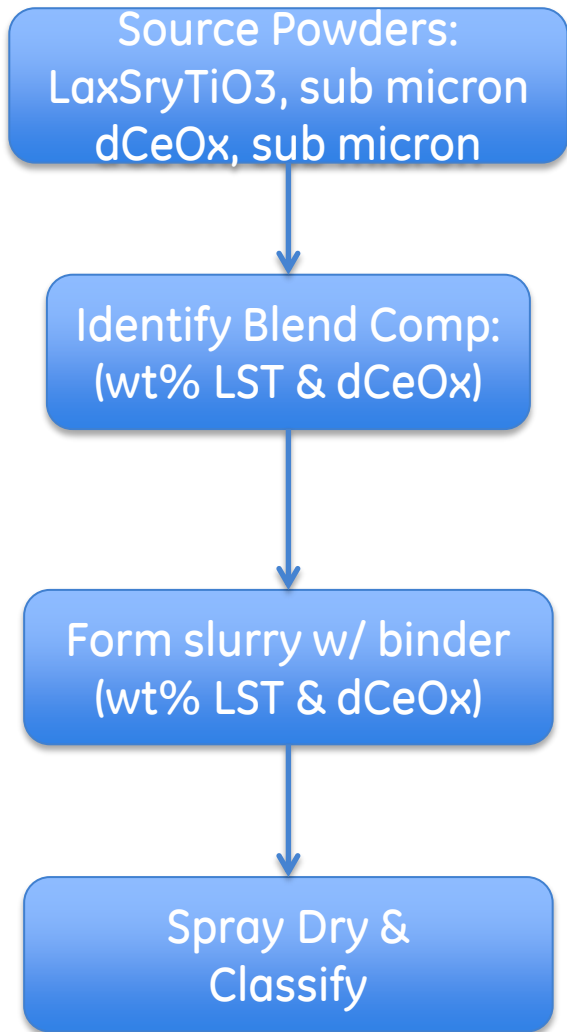 Source Powders:
LaxSryTiO3, sub micron
dCeOx, sub micron
Identify Blend Comp:
(wt% LST & dCeOx)
Form slurry w/ binder
(wt% LST & dCeOx)
Spray Dry &
Classify